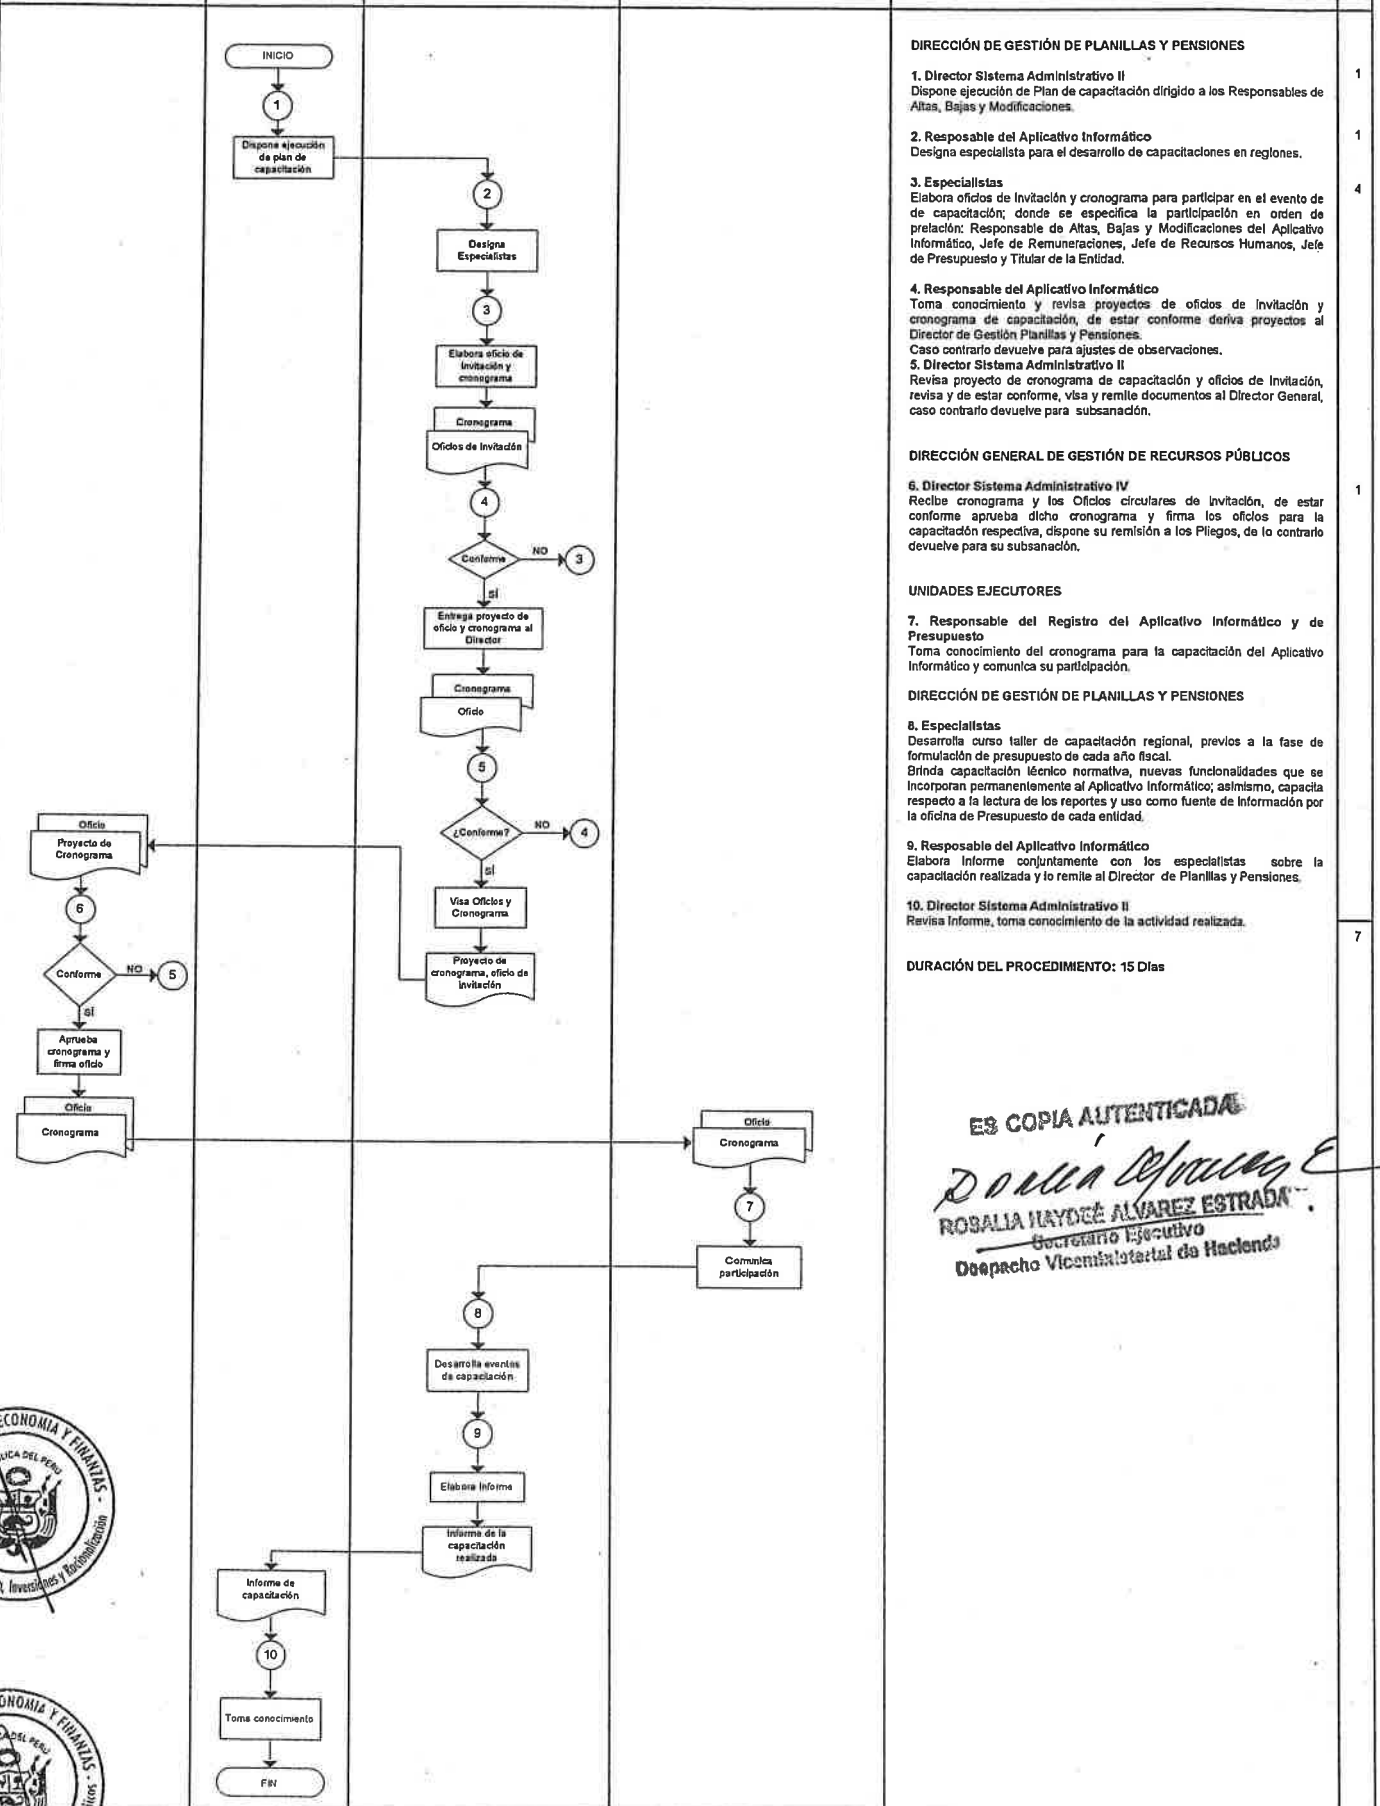 INICIO
1
Dispone ejecución
de plan de
capacitación
2
Designa
Especialistas
3
Elabora oficio de
Invitación y
cronograma
Cronograma
Oficios de Invitación
4
Conforme
NO
3
SÍ
Entrega proyecto de
oficio y cronograma al
Director
Cronograma
Oficio
5
¿Conforme?
NO
4
SÍ
Visa Oficios y
Cronograma
Proyecto de
cronograma, oficio de
invitación
Oficio
Proyecto de
Cronograma
6
Conforme
NO
5
SÍ
Aprueba
cronograma y
firma oficio
Oficio
Cronograma
Oficio
Cronograma
7
Comunica
participación
8
Desarrolla eventos
de capacitación
9
Elabora Informe
Informe de la
capacitación
realizada
Informe de
capacitación
10
Toma conocimiento
FIN
DIRECCIÓN DE GESTIÓN DE PLANILLAS Y PENSIONES
1. Director Sistema Administrativo II
1
Dispone ejecución de Plan de capacitación dirigido a los Responsables de
Altas, Bajas y Modificaciones.
2. Resposable del Aplicativo Informático
1
Designa especialista para el desarrollo de capacitaciones en regiones.
3. Especialistas
4
Elabora oficios de Invitación y cronograma para participar en el evento de
de capacitación; donde se especifica la participación en orden de
prelación: Responsable de Altas, Bajas y Modificaciones del Aplicativo
Informático, Jefe de Remuneraciones, Jefe de Recursos Humanos, Jefe
de Presupuesto y Titular de la Entidad.
4. Responsable del Aplicativo Informático
Toma conocimiento y revisa proyectos de oficios de Invitación y
cronograma de capacitación, de estar conforme deriva proyectos al
Director de Gestión Planillas y Pensiones.
Caso contrario devuelve para ajustes de observaciones.
5. Director Sistema Administrativo II
Revisa proyecto de cronograma de capacitación y oficios de Invitación,
revisa y de estar conforme, visa y remite documentos al Director General,
caso contrario devuelve para subsanación.
DIRECCIÓN GENERAL DE GESTIÓN DE RECURSOS PÚBLICOS
6. Director Sistema Administrativo IV
1
Recibe cronograma y los Oficios circulares de Invitación, de estar
conforme aprueba dicho cronograma y firma los oficios para la
capacitación respectiva, dispone su remisión a los Pliegos, de lo contrario
devuelve para su subsanación.
UNIDADES EJECUTORES
7. Responsable del Registro del Aplicativo Informático y de
Presupuesto
Toma conocimiento del cronograma para la capacitación del Aplicativo
Informático y comunica su participación.
DIRECCIÓN DE GESTIÓN DE PLANILLAS Y PENSIONES
8. Especialistas
Desarrolla curso taller de capacitación regional, previos a la fase de
formulación de presupuesto de cada año fiscal.
Brinda capacitación técnico normativa, nuevas funcionalidades que se
incorporan permanentemente al Aplicativo Informático; asimismo, capacita
respecto a la lectura de los reportes y uso como fuente de información por
la oficina de Presupuesto de cada entidad.
9. Resposable del Aplicativo Informático
Elabora Informe conjuntamente con los especialistas sobre la
capacitación realizada y lo remite al Director de Planillas y Pensiones.
10. Director Sistema Administrativo II
Revisa Informe, toma conocimiento de la actividad realizada.
7
DURACIÓN DEL PROCEDIMIENTO: 15 Días
ES COPIA AUTENTICADA
ROSALIA HAYDEÉ ALVAREZ ESTRADA
Secretario Ejecutivo
Despacho Viceministerial de Hacienda
ECONOMIA Y FINANZAS -
DEL PERU
Inversiones y Racionalización
Y FINANZAS -
DEL PERU